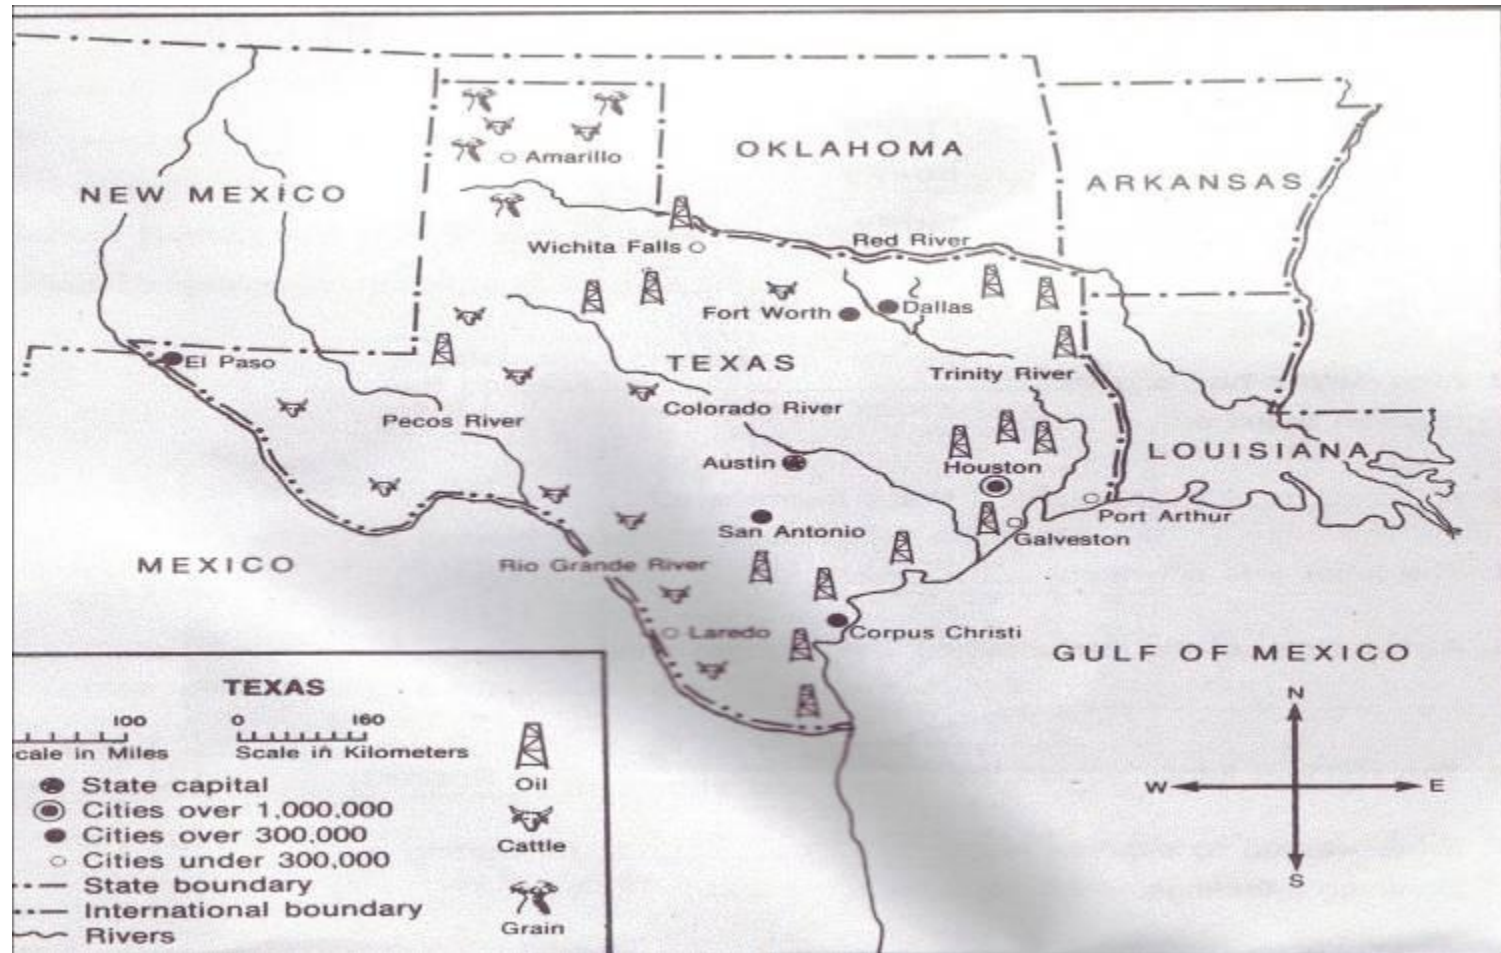 Amarillo
OKLAHOMA
ARKANSAS
NEW MEXICO
Wichita Falls
Red River
Fort Worth
Dallas
El Paso
TEXAS
Trinity River
Pecos River
Colorado River
Austin
Houston
LOUISIANA
San Antonio
Port Arthur
Galveston
MEXICO
Rio Grande River
Laredo
Corpus Christi
GULF OF MEXICO
TEXAS
100 0 160
cale in Miles Scale in Kilometers
State capital
Cities over 1,000,000
Cities over 300,000
Cities under 300,000
State boundary
International boundary
Rivers
Oil
Cattle
Grain
N
W E
S